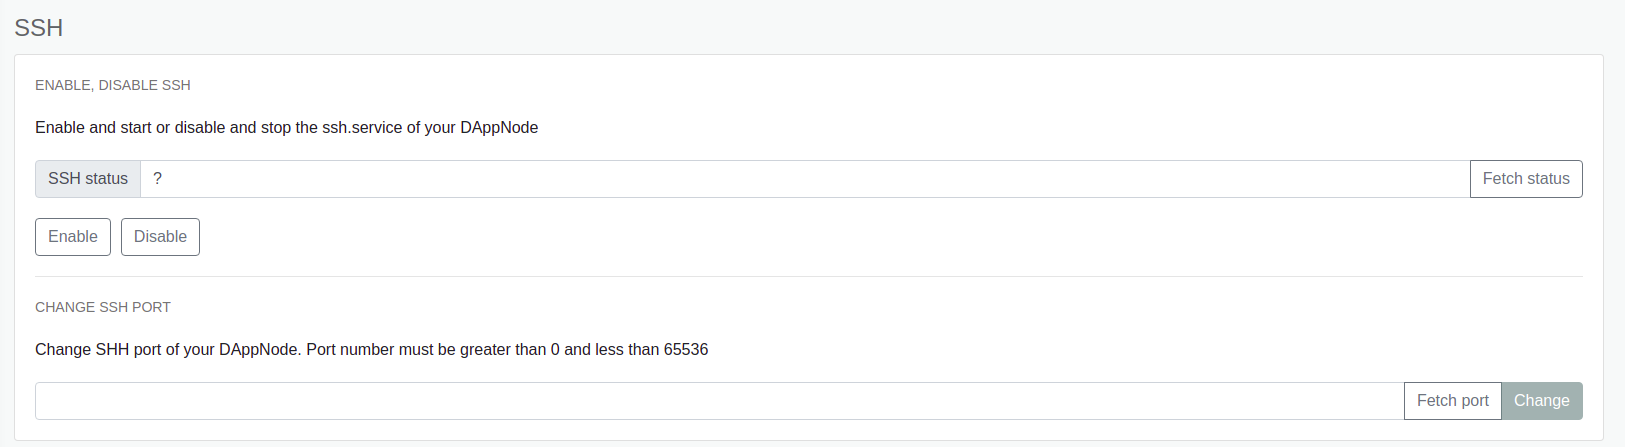 SSH
ENABLE, DISABLE SSH
Enable and start or disable and stop the ssh.service of your DAppNode
SSH status ? Fetch status
Enable Disable
CHANGE SSH PORT
Change SHH port of your DAppNode. Port number must be greater than 0 and less than 65536
Fetch port Change